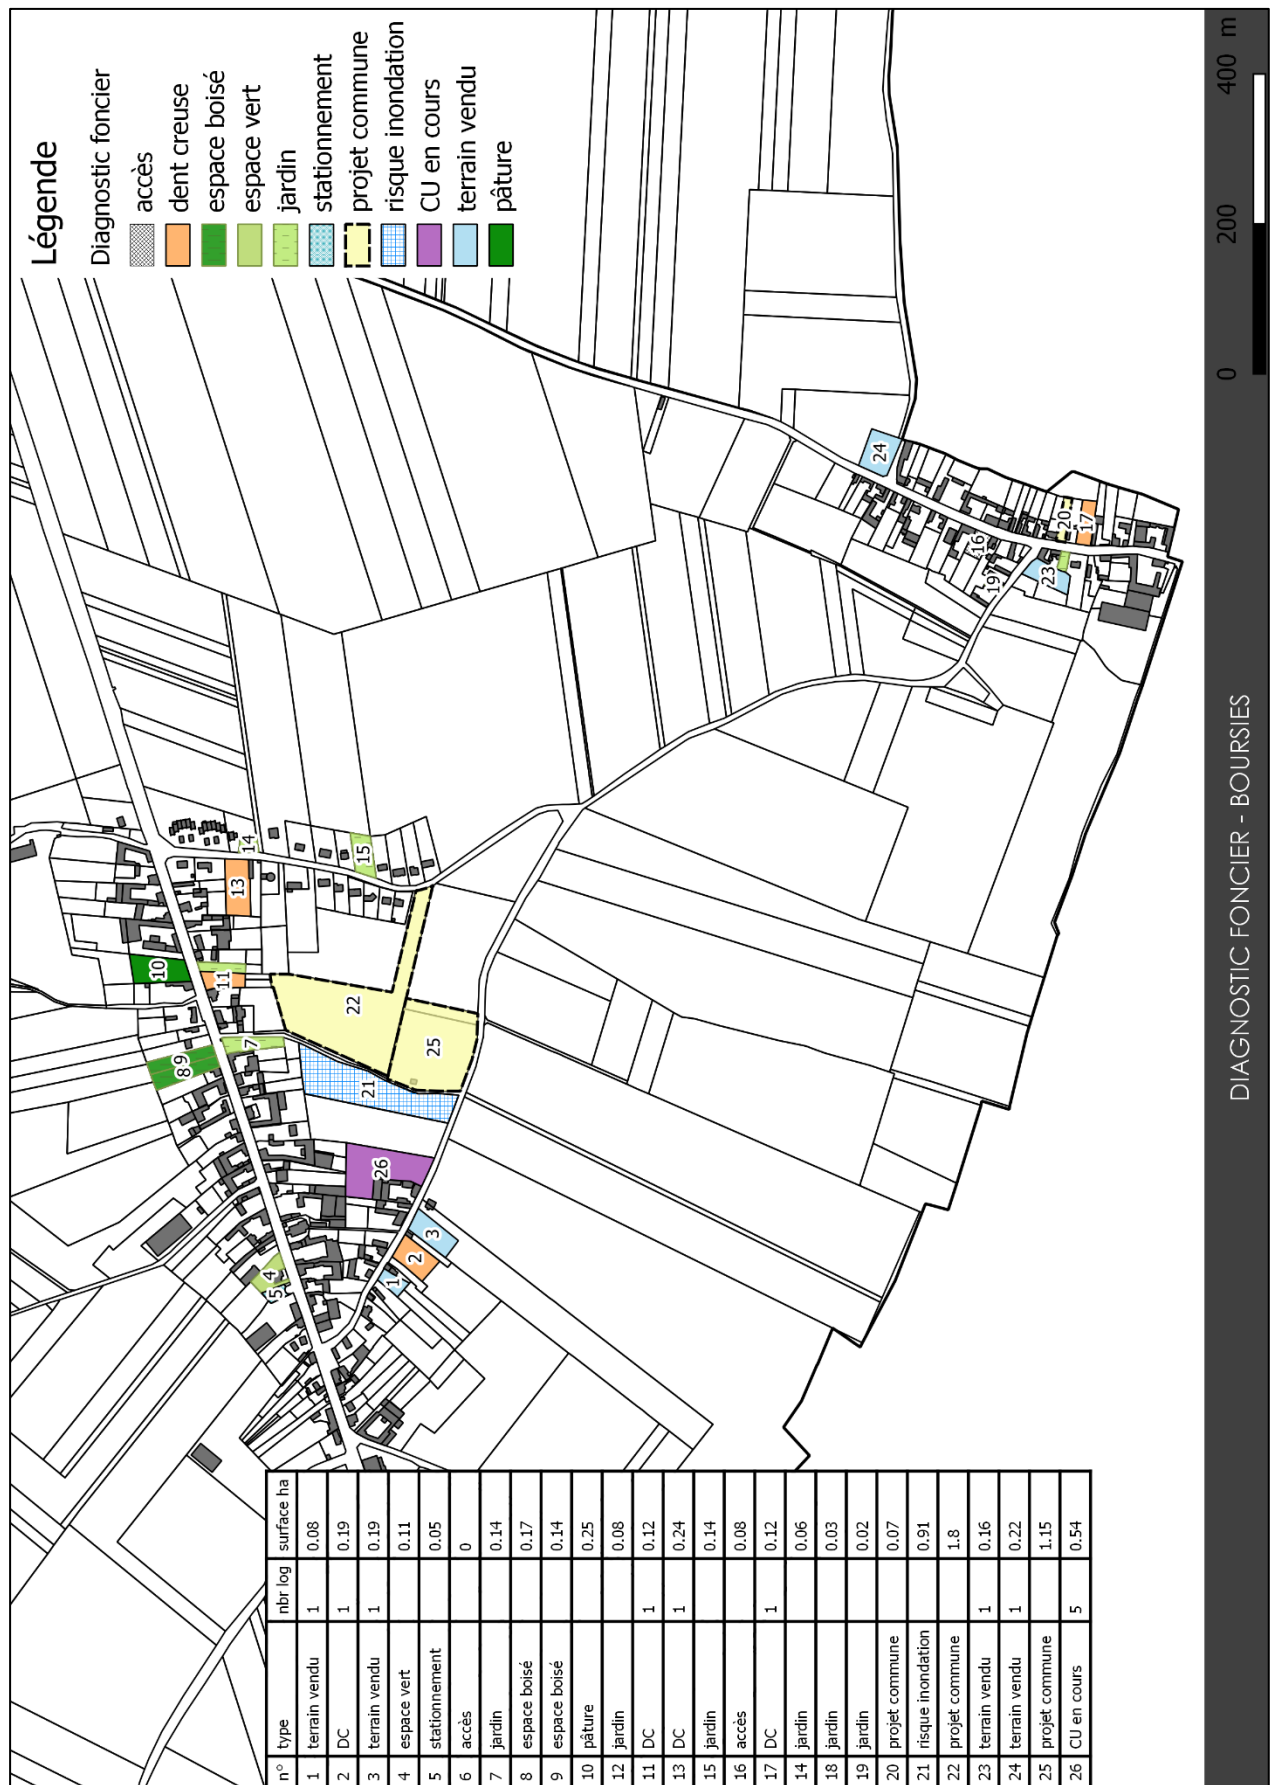 Légende
Diagnostic foncier
accès
dent creuse
espace boisé
espace vert
jardin
stationnement
projet commune
risque inondation
CU en cours
terrain vendu
pâture
10
89
7
11
13
14
15
22
25
21
26
4
5
1
2
3
24
16
19
20
17
23
n° type nbr log surface ha
1 terrain vendu 1 0.08
2 DC 1 0.19
3 terrain vendu 1 0.19
4 espace vert 0.11
5 stationnement 0.05
6 accès 0
7 jardin 0.14
8 espace boisé 0.17
9 espace boisé 0.14
10 pâture 0.25
12 jardin 0.08
11 DC 1 0.12
13 DC 1 0.24
15 jardin 0.14
16 accès 0.08
17 DC 1 0.12
14 jardin 0.06
18 jardin 0.03
19 jardin 0.02
20 projet commune 0.07
21 risque inondation 0.91
22 projet commune 1.8
23 terrain vendu 1 0.16
24 terrain vendu 1 0.22
25 projet commune 1.15
26 CU en cours 5 0.54
DIAGNOSTIC FONCIER - BOURSIES
0 200 400 m